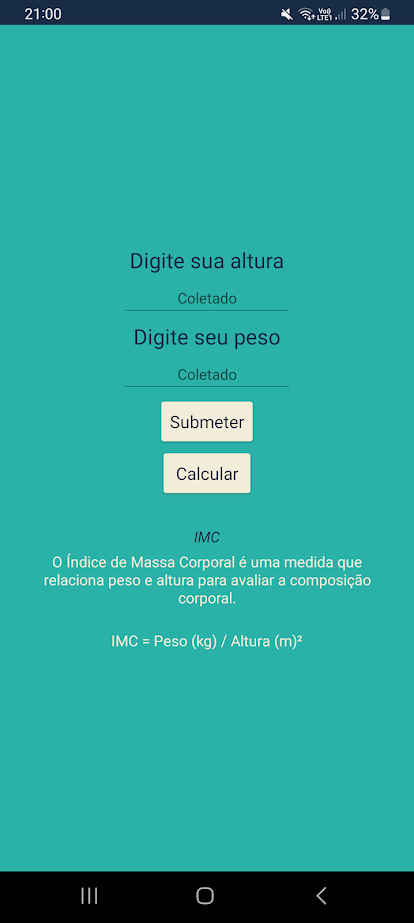 21:00
Vo))
LTE1
32%
Digite sua altura
Coletado
Digite seu peso
Coletado
Submeter
Calcular
IMC
O Índice de Massa Corporal é uma medida que
relaciona peso e altura para avaliar a composição
corporal.
IMC = Peso (kg) / Altura (m)²